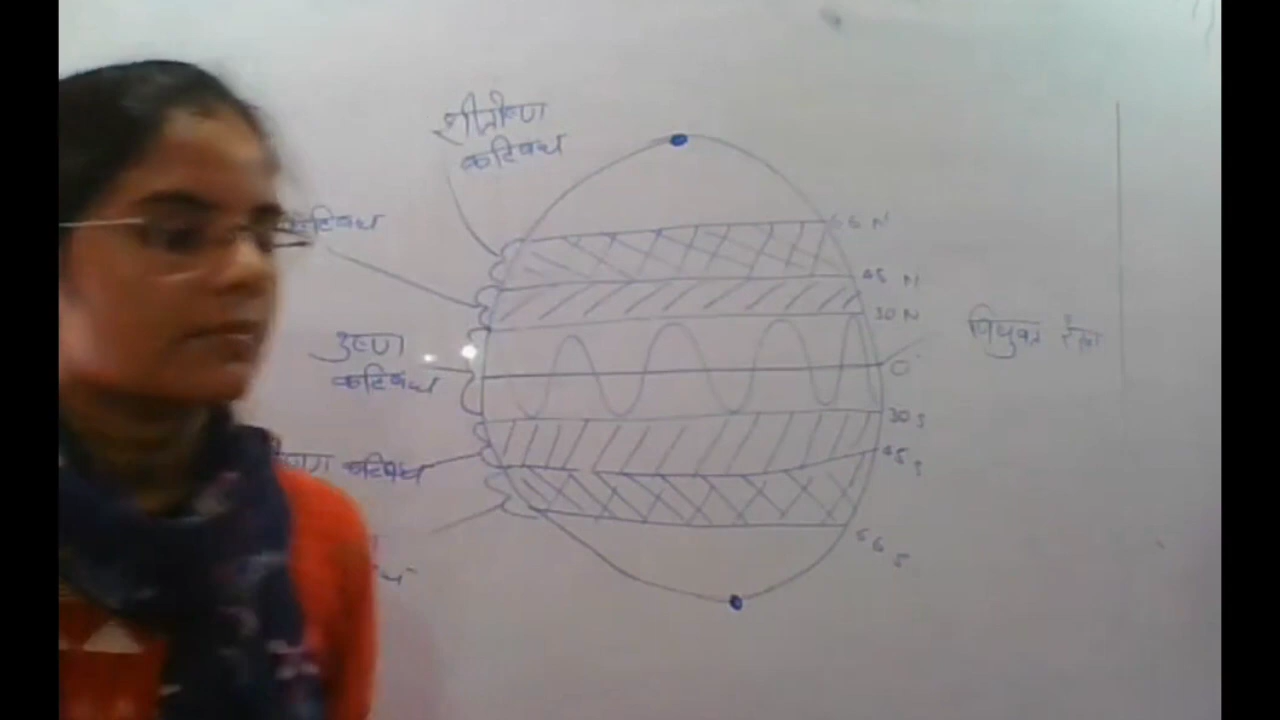 शीतोष्ण
कटिबंध
66 N
कटिबंध
45 N
30 N
विषुवत रेखा
उष्ण
कटिबंध
0
30 S
कटिबंध
45 S
66 S